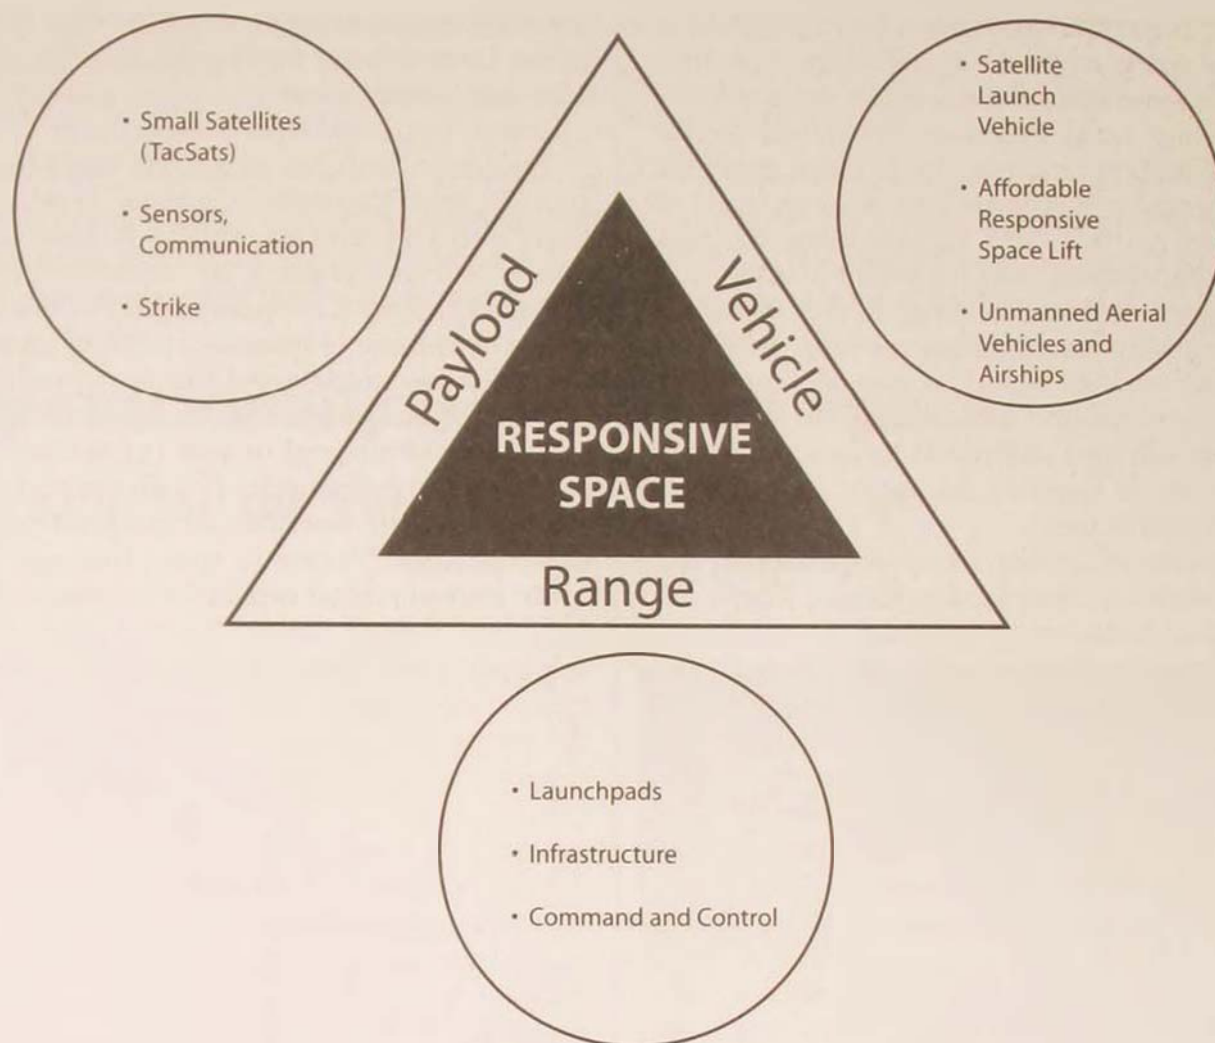 • Small Satellites
(TacSats)
• Sensors,
Communication
• Strike
• Satellite
Launch
Vehicle
• Affordable
Responsive
Space Lift
• Unmanned Aerial
Vehicles and
Airships
Payload
Vehicle
RESPONSIVE
SPACE
Range
• Launchpads
• Infrastructure
• Command and Control